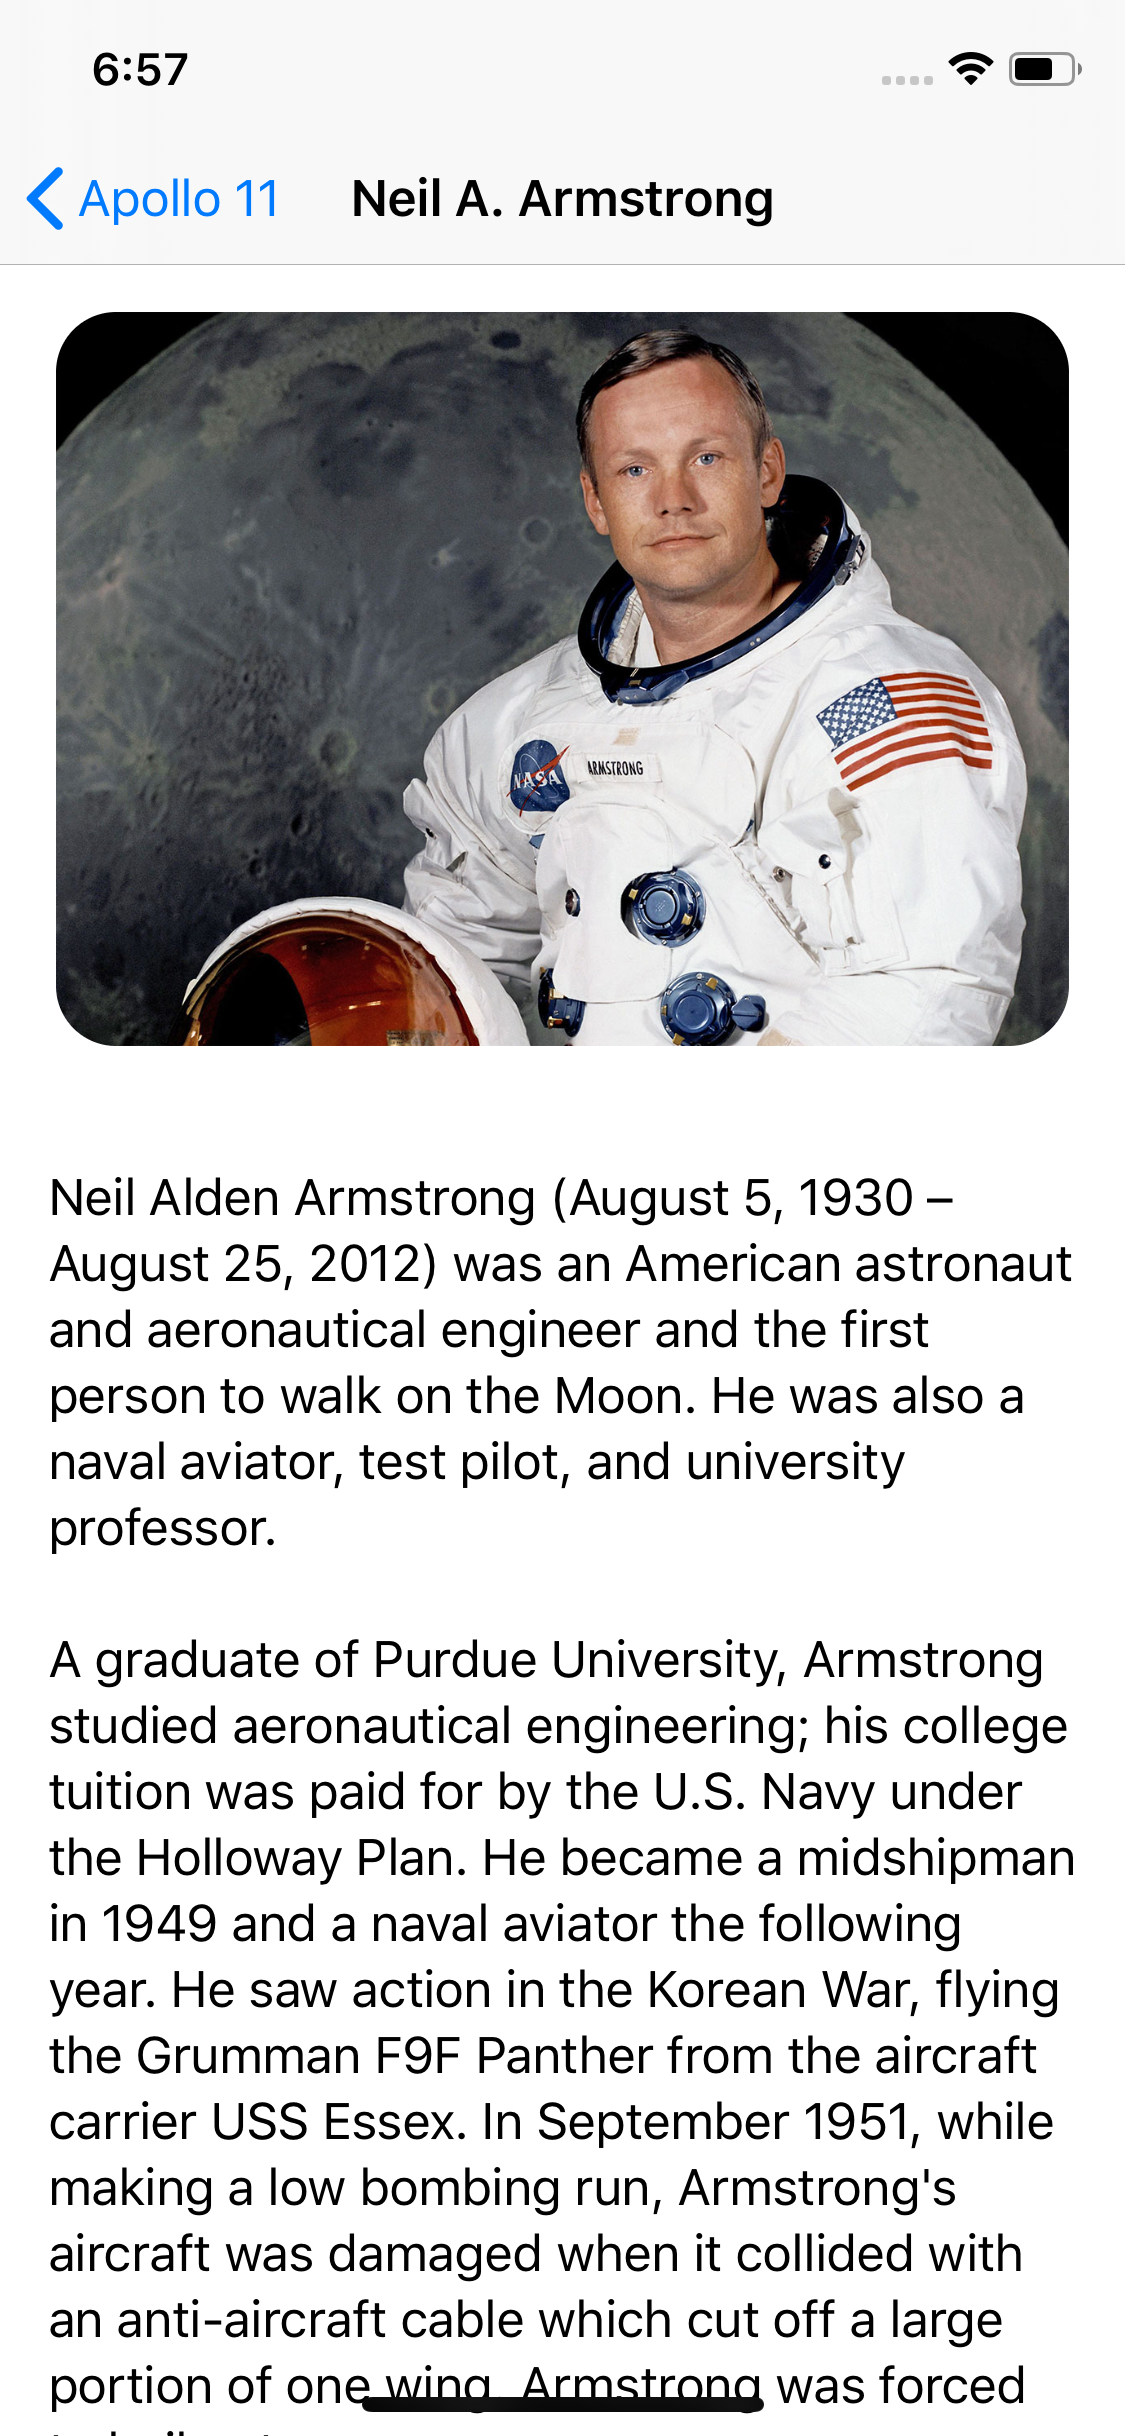 6:57
Apollo 11
Neil A. Armstrong
NASA
ARMSTRONG
Neil Alden Armstrong (August 5, 1930 –
August 25, 2012) was an American astronaut
and aeronautical engineer and the first
person to walk on the Moon. He was also a
naval aviator, test pilot, and university
professor.
A graduate of Purdue University, Armstrong
studied aeronautical engineering; his college
tuition was paid for by the U.S. Navy under
the Holloway Plan. He became a midshipman
in 1949 and a naval aviator the following
year. He saw action in the Korean War, flying
the Grumman F9F Panther from the aircraft
carrier USS Essex. In September 1951, while
making a low bombing run, Armstrong's
aircraft was damaged when it collided with
an anti-aircraft cable which cut off a large
portion of one wing. Armstrong was forced